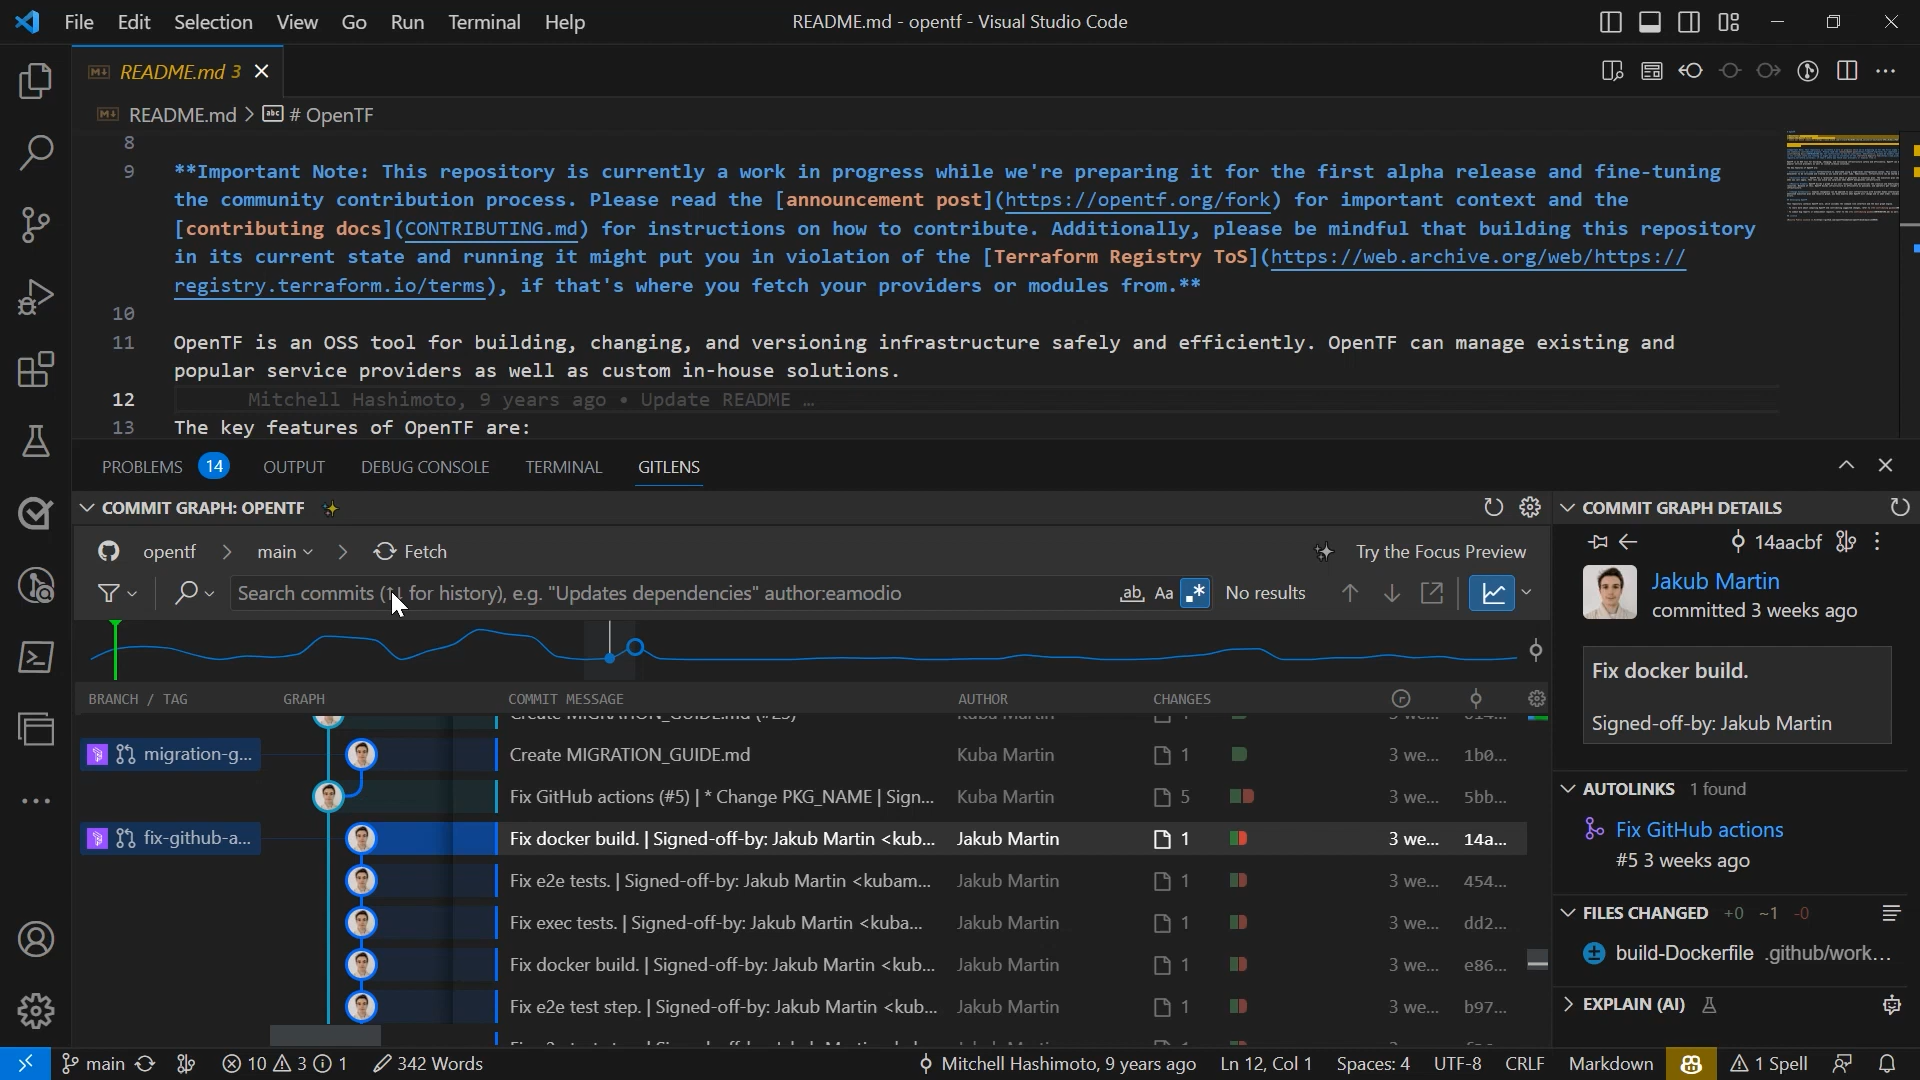 File Edit Selection View Go Run Terminal Help README.md - opentf - Visual Studio Code
README.md 3
README.md > # OpenTF
8
9 **Important Note: This repository is currently a work in progress while we're preparing it for the first alpha release and fine-tuning
the community contribution process. Please read the [announcement post](https://opentf.org/fork) for important context and the
[contributing docs](CONTRIBUTING.md) for instructions on how to contribute. Additionally, please be mindful that building this repository
in its current state and running it might put you in violation of the [Terraform Registry ToS](https://web.archive.org/web/https://
registry.terraform.io/terms), if that's where you fetch your providers or modules from.**
10
11 OpenTF is an OSS tool for building, changing, and versioning infrastructure safely and efficiently. OpenTF can manage existing and
popular service providers as well as custom in-house solutions.
12 Mitchell Hashimoto, 9 years ago • Update README …
13 The key features of OpenTF are:
PROBLEMS 14 OUTPUT DEBUG CONSOLE TERMINAL GITLENS
COMMIT GRAPH: OPENTF
opentf > main > Fetch Try the Focus Preview
Search commits (↑↓ for history), e.g. "Updates dependencies" author:eamodio ab Aa .* No results
BRANCH / TAG GRAPH COMMIT MESSAGE AUTHOR CHANGES
migration-g... Create MIGRATION_GUIDE.md Kuba Martin 1 3 we... 1b0...
Fix GitHub actions (#5) | * Change PKG_NAME | Sign... Kuba Martin 5 3 we... 5bb...
fix-github-a... Fix docker build. | Signed-off-by: Jakub Martin <kub... Jakub Martin 1 3 we... 14a...
Fix e2e tests. | Signed-off-by: Jakub Martin <kubam... Jakub Martin 1 3 we... 454...
Fix exec tests. | Signed-off-by: Jakub Martin <kuba... Jakub Martin 1 3 we... dd2...
Fix docker build. | Signed-off-by: Jakub Martin <kub... Jakub Martin 1 3 we... e86...
Fix e2e test step. | Signed-off-by: Jakub Martin <kub... Jakub Martin 1 3 we... b97...
COMMIT GRAPH DETAILS
14aacbf
Jakub Martin
committed 3 weeks ago
Fix docker build.
Signed-off-by: Jakub Martin
AUTOLINKS 1 found
Fix GitHub actions
#5 3 weeks ago
FILES CHANGED +0 ~1 -0
build-Dockerfile .github/work...
EXPLAIN (AI)
main 10 3 1 342 Words Mitchell Hashimoto, 9 years ago Ln 12, Col 1 Spaces: 4 UTF-8 CRLF Markdown 1 Spell